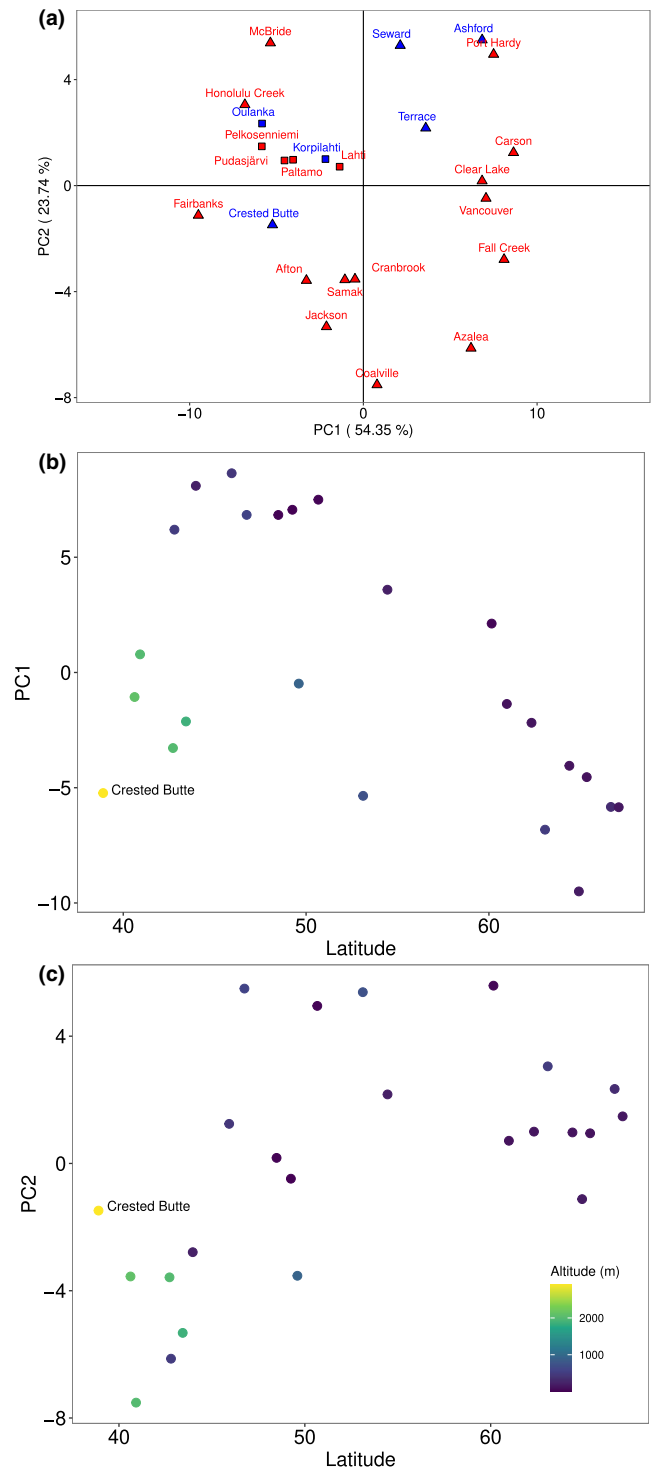 (a)
McBride
Seward
Ashford
Port Hardy
Honolulu Creek
Oulanka
Terrace
Pelkosenniemi
Korpilahti
Lahti
Carson
Pudasjärvi
Paltamo
Clear Lake
Vancouver
Fairbanks
Crested Butte
Fall Creek
Afton
Samak
Cranbrook
Jackson
Azalea
Coalville
4
0
−4
−8
PC2 ( 23.74 %)
−10
0
10
PC1 ( 54.35 %)
(b)
5
0
−5
−10
PC1
Crested Butte
40
50
60
Latitude
(c)
4
0
−4
−8
PC2
Crested Butte
Altitude (m)
2000
1000
40
50
60
Latitude